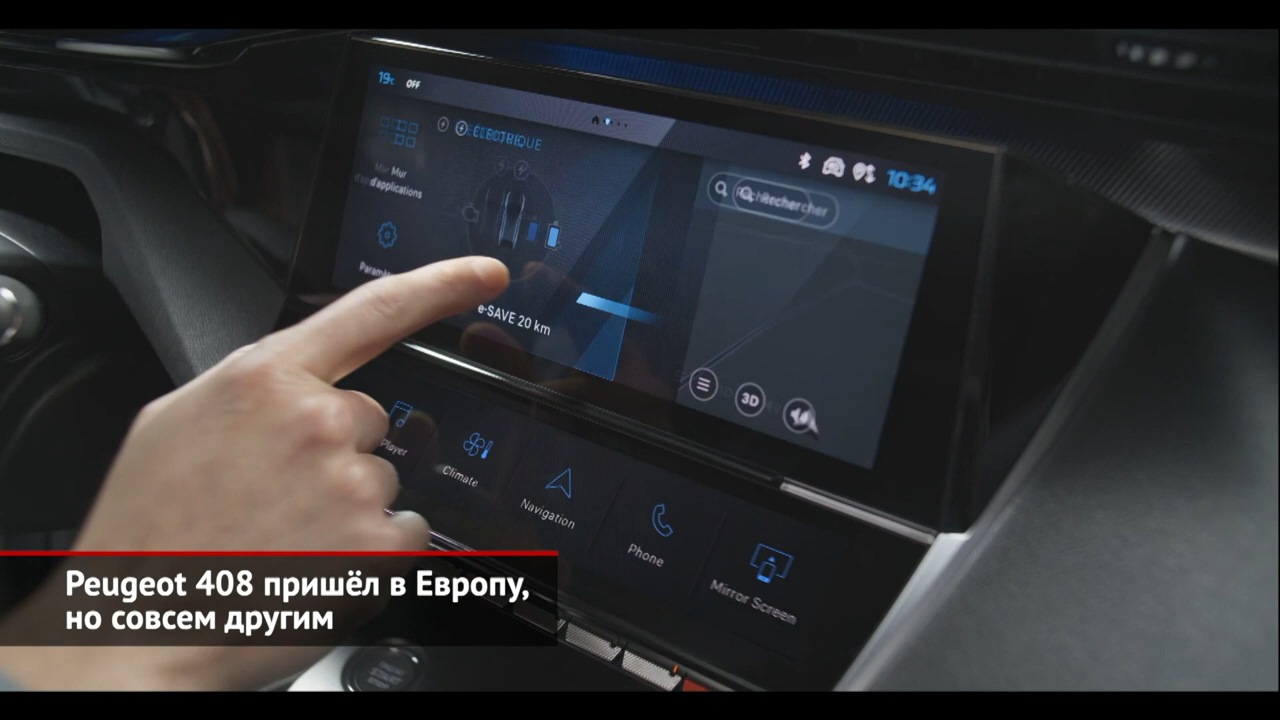 19°C OFF
10:34
ÉLECTRIQUE
Mur
d'applications
Rechercher
e-SAVE 20 km
3D
Player
Climate
Navigation
Phone
Mirror Screen
Peugeot 408 пришёл в Европу,
но совсем другим